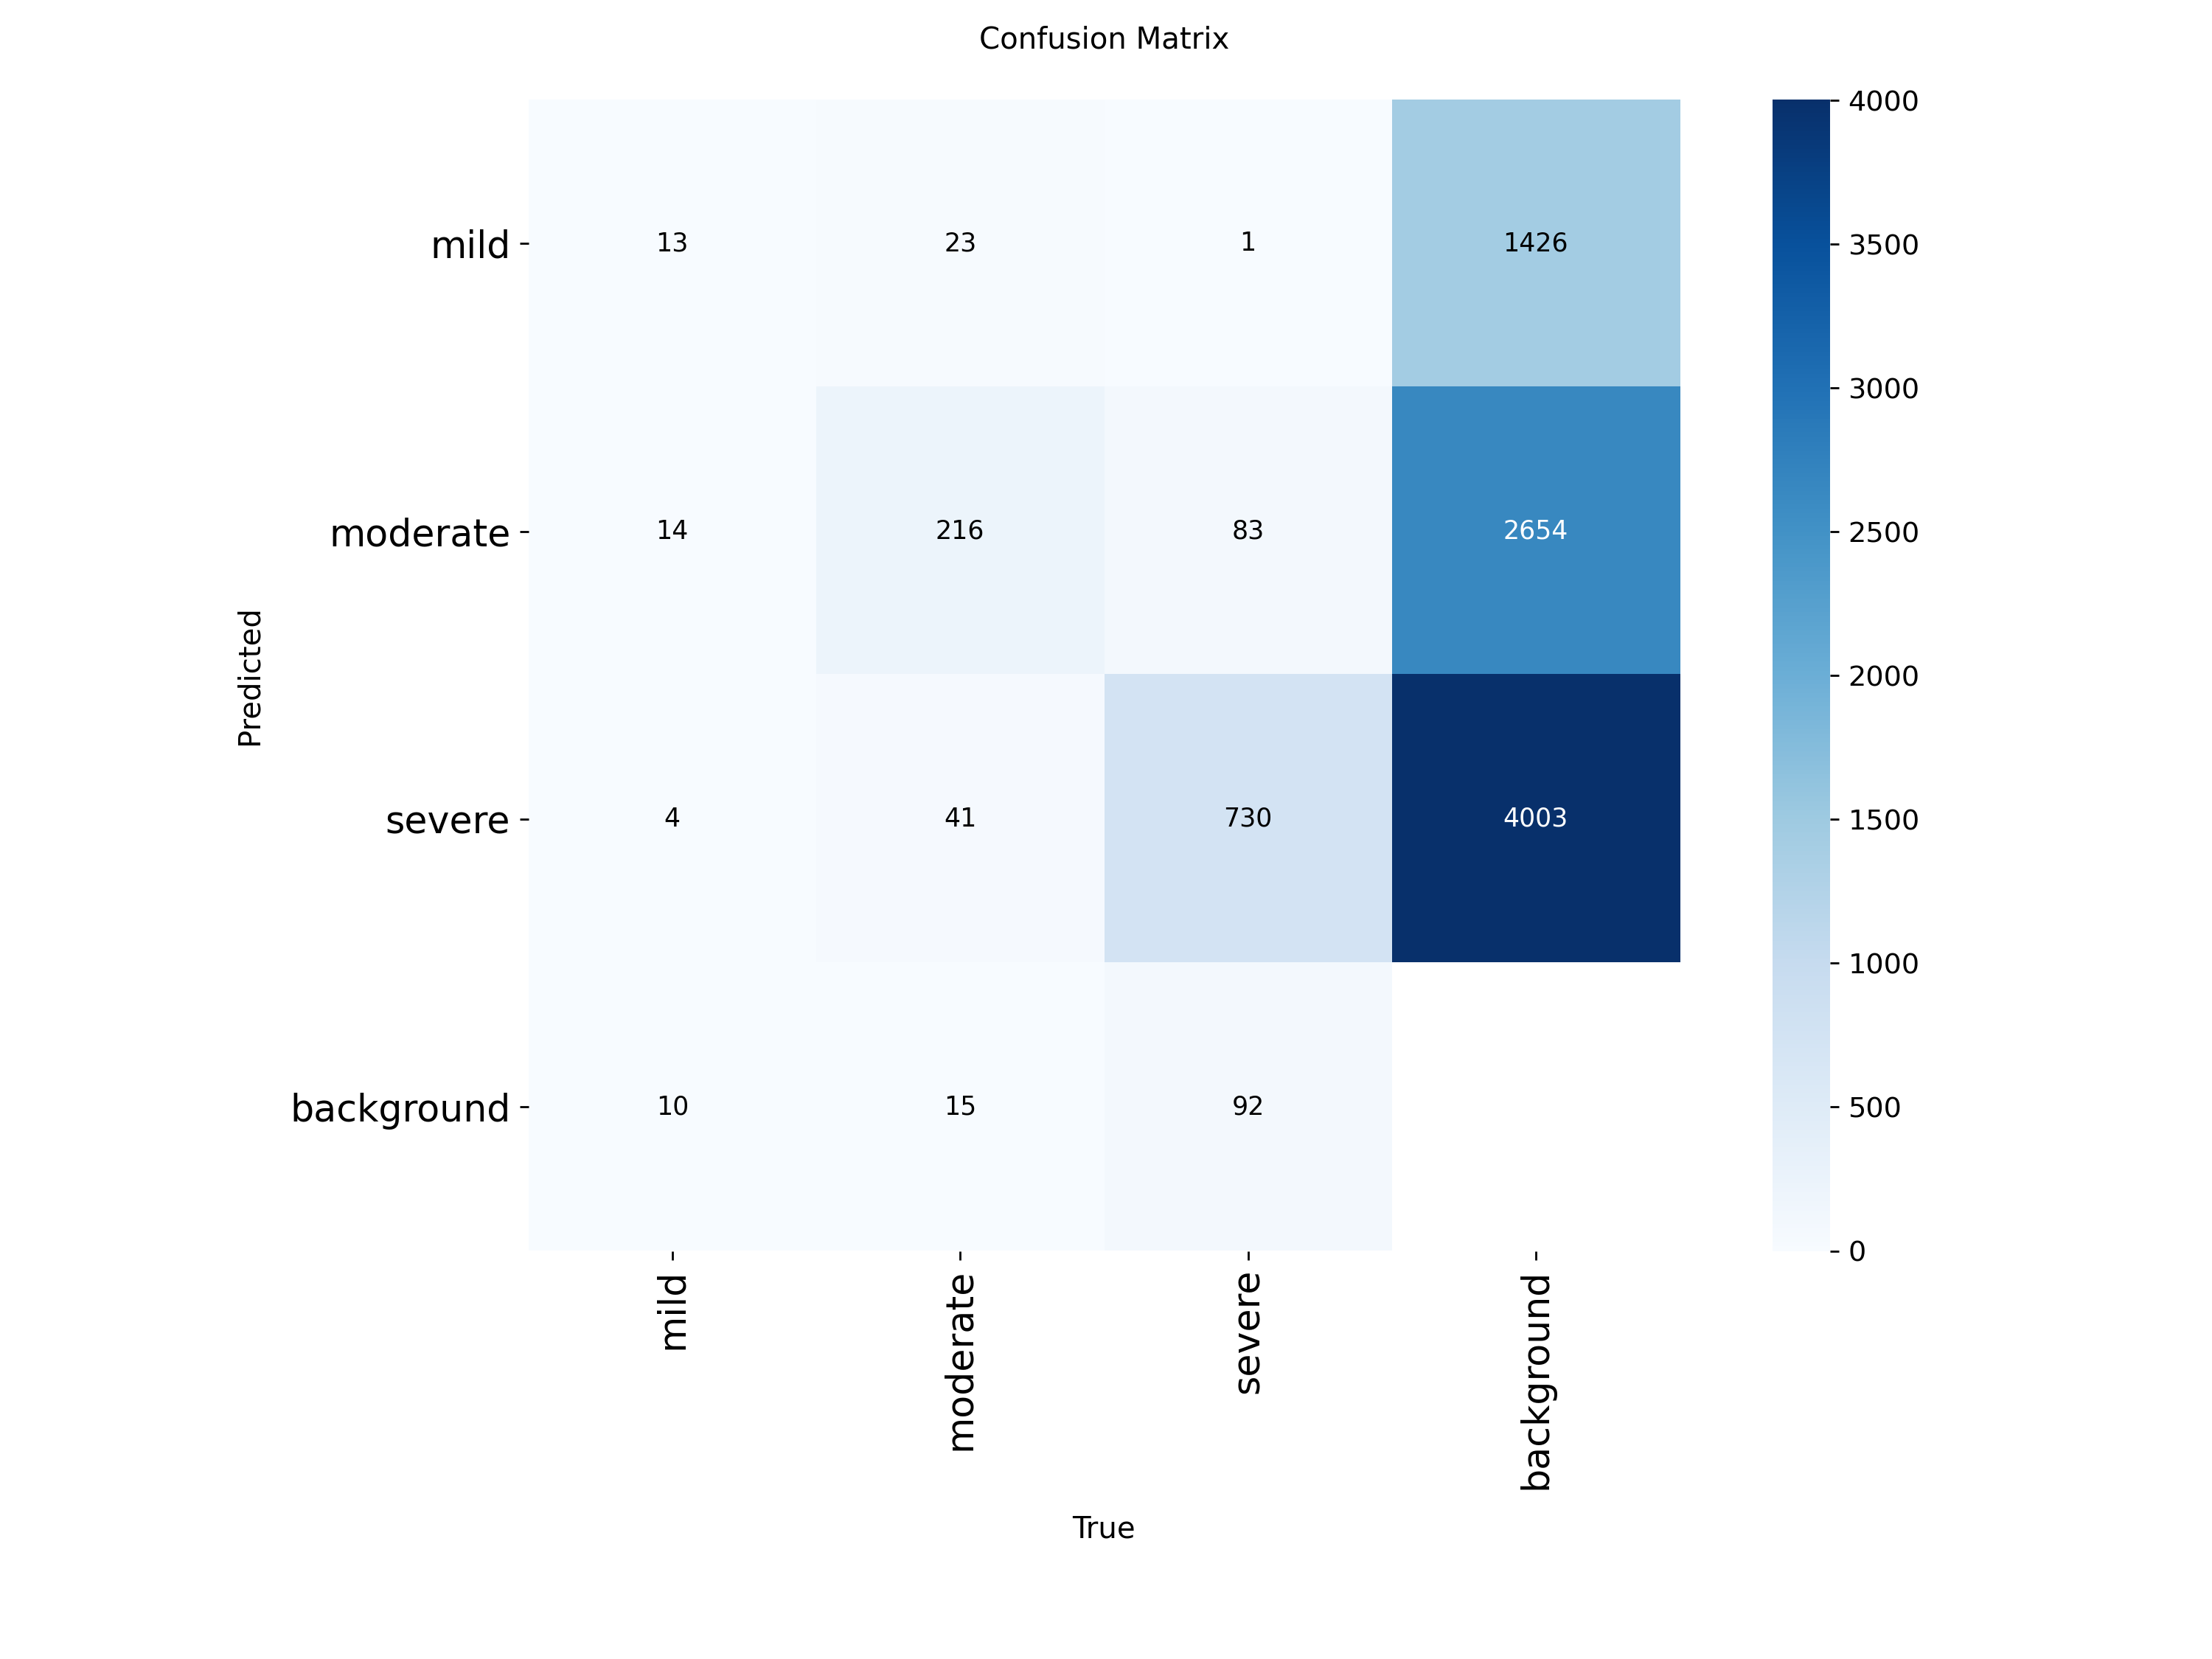 Confusion Matrix
mild 13 23 1 1426
moderate 14 216 83 2654
severe 4 41 730 4003
background 10 15 92
Predicted
mild moderate severe background
True
4000
3500
3000
2500
2000
1500
1000
500
0